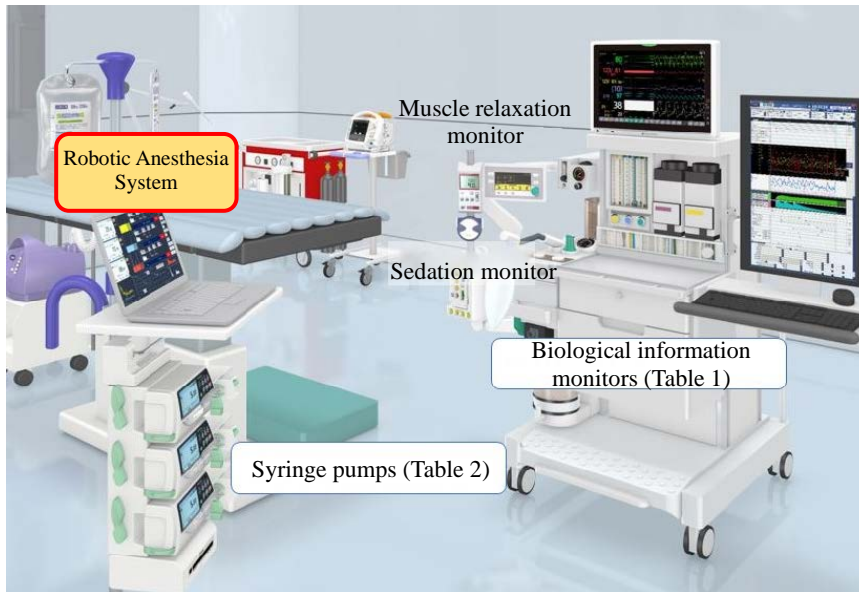 Muscle relaxation
monitor
Robotic Anesthesia
System
Sedation monitor
Biological information
monitors (Table 1)
Syringe pumps (Table 2)